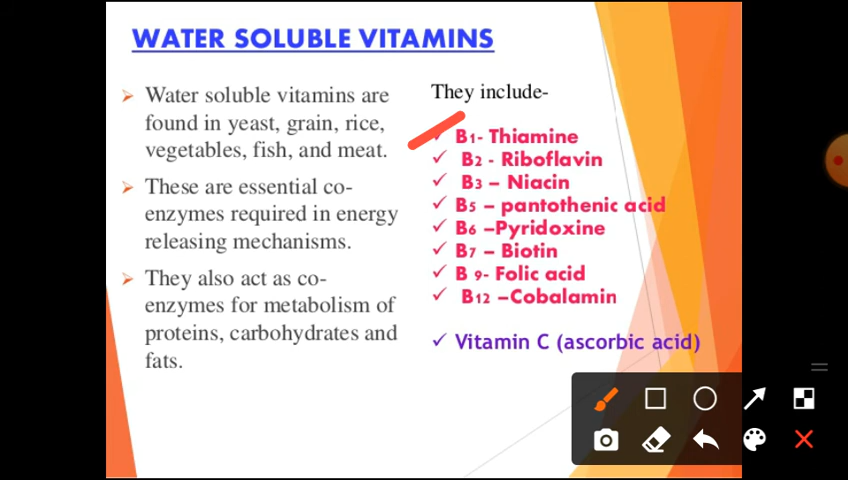 WATER SOLUBLE VITAMINS
Water soluble vitamins are
found in yeast, grain, rice,
vegetables, fish, and meat.
These are essential co-
enzymes required in energy
releasing mechanisms.
They also act as co-
enzymes for metabolism of
proteins, carbohydrates and
fats.
They include-
B1- Thiamine
B2 - Riboflavin
B3 – Niacin
B5 – pantothenic acid
B6 –Pyridoxine
B7 – Biotin
B 9- Folic acid
B12 –Cobalamin
Vitamin C (ascorbic acid)